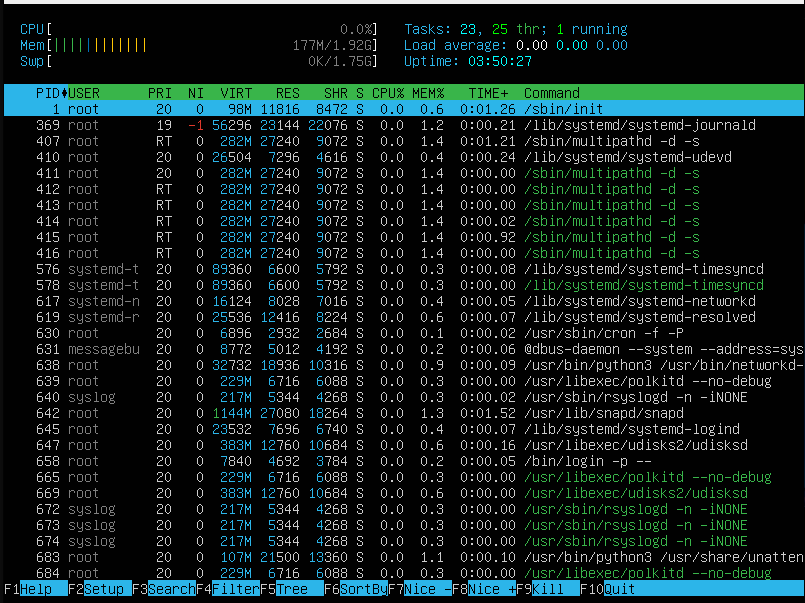 CPU[ 0.0%] Tasks: 23, 25 thr; 1 running
Mem[||||||||||||| 177M/1.92G] Load average: 0.00 0.00 0.00
Swp[ 0K/1.75G] Uptime: 03:50:27
PID♦USER PRI NI VIRT RES SHR S CPU% MEM% TIME+ Command
1 root 20 0 98M 11816 8472 S 0.0 0.6 0:01.26 /sbin/init
369 root 19 -1 56296 23144 22076 S 0.0 1.2 0:00.21 /lib/systemd/systemd-journald
407 root RT 0 282M 27240 9072 S 0.0 1.4 0:01.21 /sbin/multipathd -d -s
410 root 20 0 26504 7296 4616 S 0.0 0.4 0:00.24 /lib/systemd/systemd-udevd
411 root RT 0 282M 27240 9072 S 0.0 1.4 0:00.00 /sbin/multipathd -d -s
412 root RT 0 282M 27240 9072 S 0.0 1.4 0:00.00 /sbin/multipathd -d -s
413 root RT 0 282M 27240 9072 S 0.0 1.4 0:00.00 /sbin/multipathd -d -s
414 root RT 0 282M 27240 9072 S 0.0 1.4 0:00.02 /sbin/multipathd -d -s
415 root RT 0 282M 27240 9072 S 0.0 1.4 0:00.92 /sbin/multipathd -d -s
416 root RT 0 282M 27240 9072 S 0.0 1.4 0:00.00 /sbin/multipathd -d -s
576 systemd-t 20 0 89360 6600 5792 S 0.0 0.3 0:00.08 /lib/systemd/systemd-timesyncd
578 systemd-t 20 0 89360 6600 5792 S 0.0 0.3 0:00.00 /lib/systemd/systemd-timesyncd
617 systemd-n 20 0 16124 8028 7016 S 0.0 0.4 0:00.05 /lib/systemd/systemd-networkd
619 systemd-r 20 0 25536 12416 8224 S 0.0 0.6 0:00.07 /lib/systemd/systemd-resolved
630 root 20 0 6896 2932 2684 S 0.0 0.1 0:00.02 /usr/sbin/cron -f -P
631 messagebu 20 0 8772 5012 4192 S 0.0 0.2 0:00.06 @dbus-daemon --system --address=sys
638 root 20 0 32732 18936 10316 S 0.0 0.9 0:00.09 /usr/bin/python3 /usr/bin/networkd-
639 root 20 0 229M 6716 6088 S 0.0 0.3 0:00.01 /usr/libexec/polkitd --no-debug
640 syslog 20 0 217M 5344 4268 S 0.0 0.3 0:00.02 /usr/sbin/rsyslogd -n -iNONE
642 root 20 0 1144M 27080 18264 S 0.0 1.3 0:01.52 /usr/lib/snapd/snapd
645 root 20 0 23532 7696 6740 S 0.0 0.4 0:00.07 /lib/systemd/systemd-logind
647 root 20 0 383M 12760 10684 S 0.0 0.6 0:00.16 /usr/libexec/udisks2/udisksd
658 root 20 0 7840 4692 3784 S 0.0 0.2 0:00.05 /bin/login -p --
665 root 20 0 229M 6716 6088 S 0.0 0.3 0:00.00 /usr/libexec/polkitd --no-debug
669 root 20 0 383M 12760 10684 S 0.0 0.6 0:00.00 /usr/libexec/udisks2/udisksd
672 syslog 20 0 217M 5344 4268 S 0.0 0.3 0:00.00 /usr/sbin/rsyslogd -n -iNONE
673 syslog 20 0 217M 5344 4268 S 0.0 0.3 0:00.00 /usr/sbin/rsyslogd -n -iNONE
674 syslog 20 0 217M 5344 4268 S 0.0 0.3 0:00.00 /usr/sbin/rsyslogd -n -iNONE
683 root 20 0 107M 21500 13360 S 0.0 1.1 0:00.10 /usr/bin/python3 /usr/share/unatten
684 root 20 0 229M 6716 6088 S 0.0 0.3 0:00.00 /usr/libexec/polkitd --no-debug
F1Help F2Setup F3SearchF4FilterF5Tree F6SortByF7Nice -F8Nice +F9Kill F10Quit